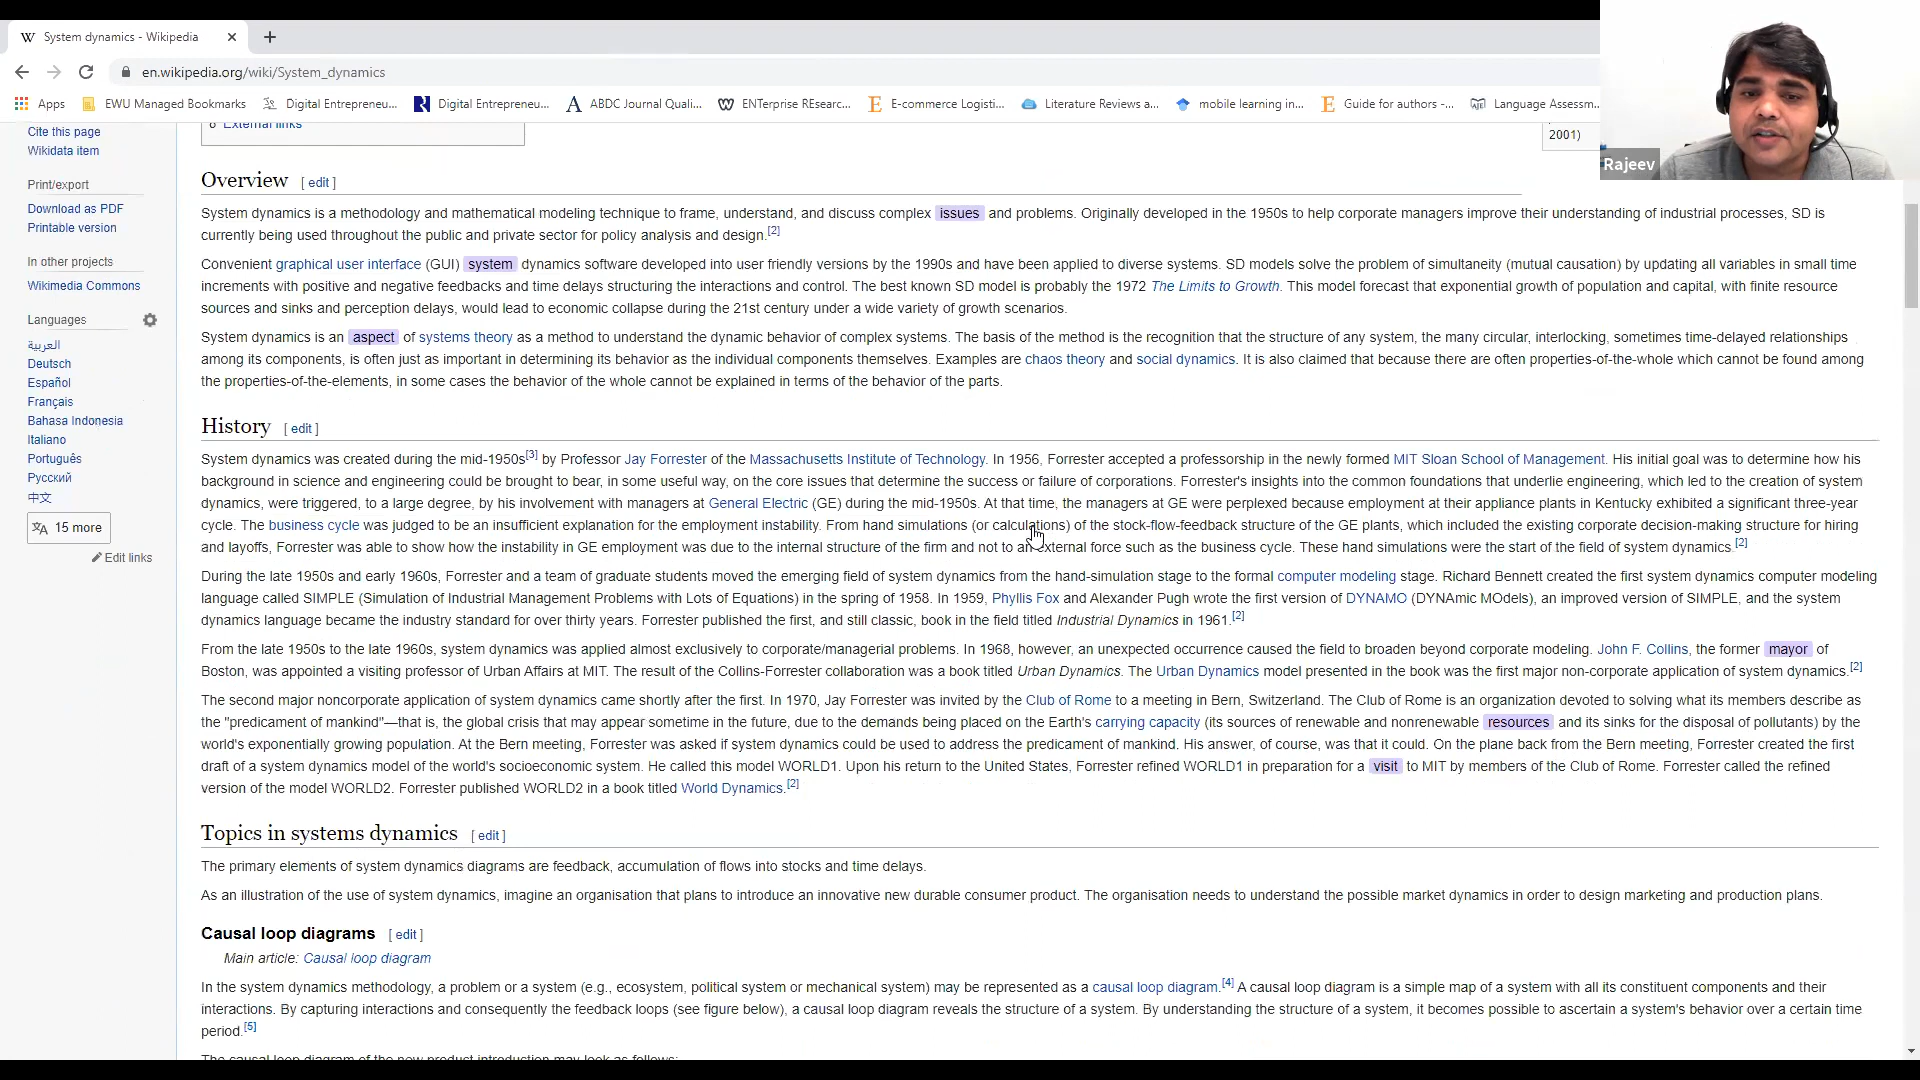 System dynamics - Wikipedia
en.wikipedia.org/wiki/System_dynamics
Apps
EWU Managed Bookmarks
Digital Entrepreneu...
Digital Entrepreneu...
ABDC Journal Quali...
ENTerprise REsearc...
E-commerce Logisti...
Literature Reviews a...
mobile learning in...
Guide for authors -...
Language Assessm...
Rajeev
Cite this page
Wikidata item
Print/export
Download as PDF
Printable version
In other projects
Wikimedia Commons
Languages
العربية
Deutsch
Español
Français
Bahasa Indonesia
Italiano
Português
Русский
中文
15 more
Edit links
External links
2001)
Overview [ edit ]
System dynamics is a methodology and mathematical modeling technique to frame, understand, and discuss complex issues and problems. Originally developed in the 1950s to help corporate managers improve their understanding of industrial processes, SD is
currently being used throughout the public and private sector for policy analysis and design.[2]
Convenient graphical user interface (GUI) system dynamics software developed into user friendly versions by the 1990s and have been applied to diverse systems. SD models solve the problem of simultaneity (mutual causation) by updating all variables in small time
increments with positive and negative feedbacks and time delays structuring the interactions and control. The best known SD model is probably the 1972 The Limits to Growth. This model forecast that exponential growth of population and capital, with finite resource
sources and sinks and perception delays, would lead to economic collapse during the 21st century under a wide variety of growth scenarios.
System dynamics is an aspect of systems theory as a method to understand the dynamic behavior of complex systems. The basis of the method is the recognition that the structure of any system, the many circular, interlocking, sometimes time-delayed relationships
among its components, is often just as important in determining its behavior as the individual components themselves. Examples are chaos theory and social dynamics. It is also claimed that because there are often properties-of-the-whole which cannot be found among
the properties-of-the-elements, in some cases the behavior of the whole cannot be explained in terms of the behavior of the parts.
History [ edit ]
System dynamics was created during the mid-1950s[3] by Professor Jay Forrester of the Massachusetts Institute of Technology. In 1956, Forrester accepted a professorship in the newly formed MIT Sloan School of Management. His initial goal was to determine how his
background in science and engineering could be brought to bear, in some useful way, on the core issues that determine the success or failure of corporations. Forrester's insights into the common foundations that underlie engineering, which led to the creation of system
dynamics, were triggered, to a large degree, by his involvement with managers at General Electric (GE) during the mid-1950s. At that time, the managers at GE were perplexed because employment at their appliance plants in Kentucky exhibited a significant three-year
cycle. The business cycle was judged to be an insufficient explanation for the employment instability. From hand simulations (or calculations) of the stock-flow-feedback structure of the GE plants, which included the existing corporate decision-making structure for hiring
and layoffs, Forrester was able to show how the instability in GE employment was due to the internal structure of the firm and not to an external force such as the business cycle. These hand simulations were the start of the field of system dynamics.[2]
During the late 1950s and early 1960s, Forrester and a team of graduate students moved the emerging field of system dynamics from the hand-simulation stage to the formal computer modeling stage. Richard Bennett created the first system dynamics computer modeling
language called SIMPLE (Simulation of Industrial Management Problems with Lots of Equations) in the spring of 1958. In 1959, Phyllis Fox and Alexander Pugh wrote the first version of DYNAMO (DYNAmic MOdels), an improved version of SIMPLE, and the system
dynamics language became the industry standard for over thirty years. Forrester published the first, and still classic, book in the field titled Industrial Dynamics in 1961.[2]
From the late 1950s to the late 1960s, system dynamics was applied almost exclusively to corporate/managerial problems. In 1968, however, an unexpected occurrence caused the field to broaden beyond corporate modeling. John F. Collins, the former mayor of
Boston, was appointed a visiting professor of Urban Affairs at MIT. The result of the Collins-Forrester collaboration was a book titled Urban Dynamics. The Urban Dynamics model presented in the book was the first major non-corporate application of system dynamics.[2]
The second major noncorporate application of system dynamics came shortly after the first. In 1970, Jay Forrester was invited by the Club of Rome to a meeting in Bern, Switzerland. The Club of Rome is an organization devoted to solving what its members describe as
the "predicament of mankind"—that is, the global crisis that may appear sometime in the future, due to the demands being placed on the Earth's carrying capacity (its sources of renewable and nonrenewable resources and its sinks for the disposal of pollutants) by the
world's exponentially growing population. At the Bern meeting, Forrester was asked if system dynamics could be used to address the predicament of mankind. His answer, of course, was that it could. On the plane back from the Bern meeting, Forrester created the first
draft of a system dynamics model of the world's socioeconomic system. He called this model WORLD1. Upon his return to the United States, Forrester refined WORLD1 in preparation for a visit to MIT by members of the Club of Rome. Forrester called the refined
version of the model WORLD2. Forrester published WORLD2 in a book titled World Dynamics.[2]
Topics in systems dynamics [ edit ]
The primary elements of system dynamics diagrams are feedback, accumulation of flows into stocks and time delays.
As an illustration of the use of system dynamics, imagine an organisation that plans to introduce an innovative new durable consumer product. The organisation needs to understand the possible market dynamics in order to design marketing and production plans.
Causal loop diagrams [ edit ]
Main article: Causal loop diagram
In the system dynamics methodology, a problem or a system (e.g., ecosystem, political system or mechanical system) may be represented as a causal loop diagram.[4] A causal loop diagram is a simple map of a system with all its constituent components and their
interactions. By capturing interactions and consequently the feedback loops (see figure below), a causal loop diagram reveals the structure of a system. By understanding the structure of a system, it becomes possible to ascertain a system's behavior over a certain time
period.[5]
The causal loop diagram of the new product introduction may look as follows: